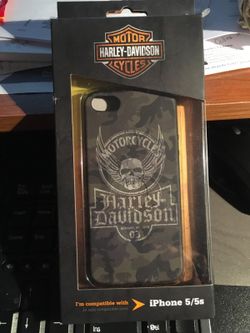 MOTOR
HARLEY-DAVIDSON
CYCLES
MOTORCYCLES
Harley
Davidson
I'm compatible with
iPhone 5/5s